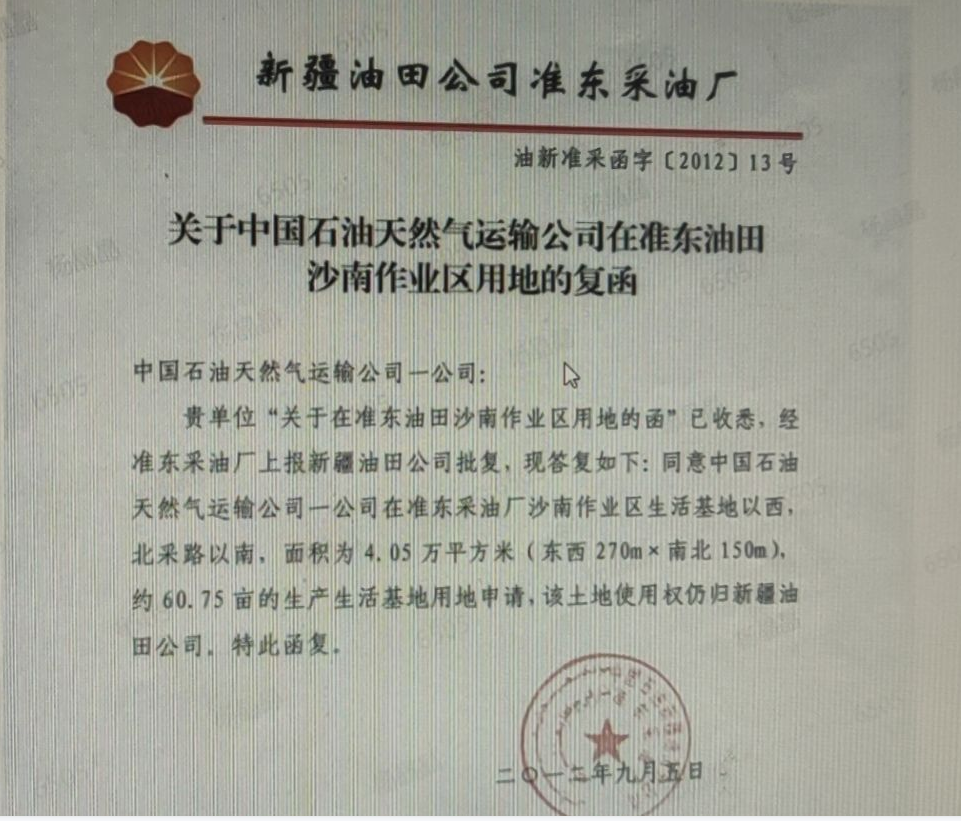 新疆油田公司准东采油厂
油新准采函字〔2012〕13号
关于中国石油天然气运输公司在准东油田
沙南作业区用地的复函
中国石油天然气运输公司一公司:
贵单位“关于在准东油田沙南作业区用地的函”已收悉,经
准东采油厂上报新疆油田公司批复,现答复如下:同意中国石油
天然气运输公司一公司在准东采油厂沙南作业区生活基地以西,
北采路以南,面积为4.05万平方米(东西270m×南北150m),
约60.75亩的生产生活基地用地申请,该土地使用权仍归新疆油
田公司。特此函复。
二〇一二年九月五日